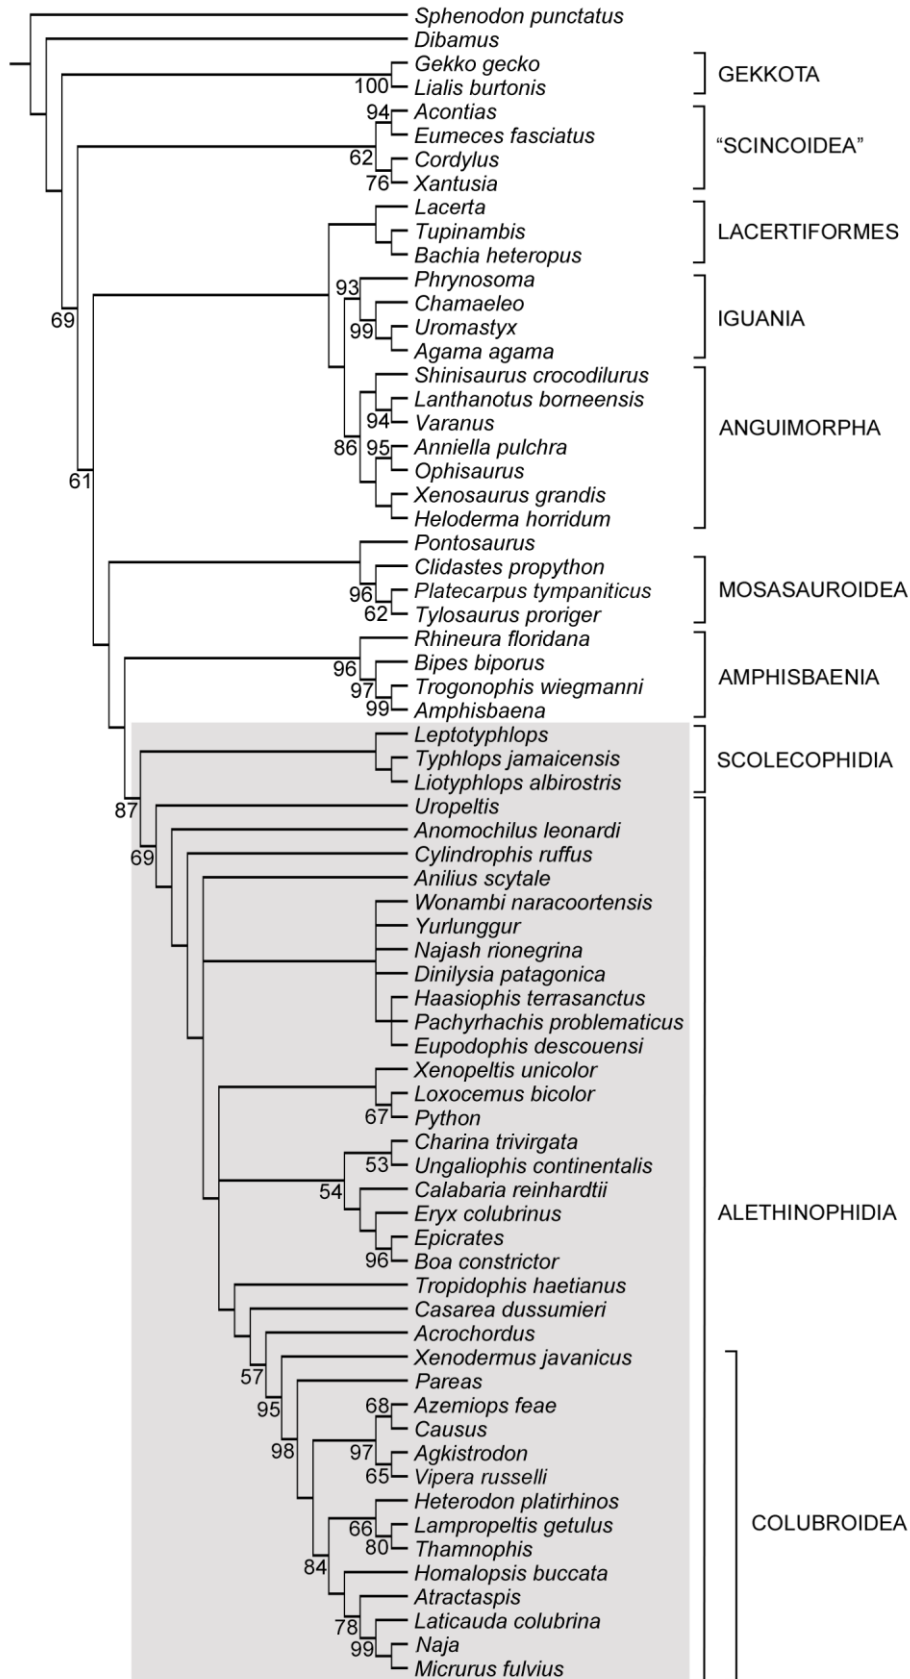 Sphenodon punctatus
Dibamus
Gekko gecko
GEKKOTA
100
Lialis burtonis
94
Acontias
Eumeces fasciatus
"SCINCOIDEA"
62
Cordylus
76
Xantusia
Lacerta
Tupinambis
LACERTIFORMES
Bachia heteropus
93
Phrynosoma
Chamaeleo
69
99
Uromastyx
IGUANIA
Agama agama
Shinisaurus crocodilurus
Lanthanotus borneensis
94
Varanus
ANGUIMORPHA
86
95
Anniella pulchra
Ophisaurus
61
Xenosaurus grandis
Heloderma horridum
Pontosaurus
Clidastes propython
96
Platecarpus tympaniticus
MOSASAUROIDEA
62
Tylosaurus proriger
Rhineura floridana
96
Bipes biporus
AMPHISBAENIA
97
Trogonophis wiegmanni
99
Amphisbaena
Leptotyphlops
Typhlops jamaicensis
SCOLECOPHIDIA
Liotyphlops albirostris
87
Uropeltis
Anomochilus leonardi
69
Cylindrophis ruffus
Anilius scytale
Wonambi naracoortensis
Yurlunggur
Najash rionegrina
Dinilysia patagonica
Haasiophis terrasanctus
Pachyrhachis problematicus
Eupodophis descouensi
Xenopeltis unicolor
Loxocemus bicolor
67
Python
Charina trivirgata
53
Ungaliophis continentalis
54
Calabaria reinhardtii
Eryx colubrinus
ALETHINOPHIDIA
Epicrates
96
Boa constrictor
Tropidophis haetianus
Casarea dussumieri
Acrochordus
Xenodermus javanicus
57
Pareas
95
68
Azemiops feae
Causus
98
97
Agkistrodon
65
Vipera russelli
Heterodon platirhinos
66
Lampropeltis getulus
COLUBROIDEA
80
Thamnophis
84
Homalopsis buccata
Atractaspis
78
Laticauda colubrina
99
Naja
Micrurus fulvius